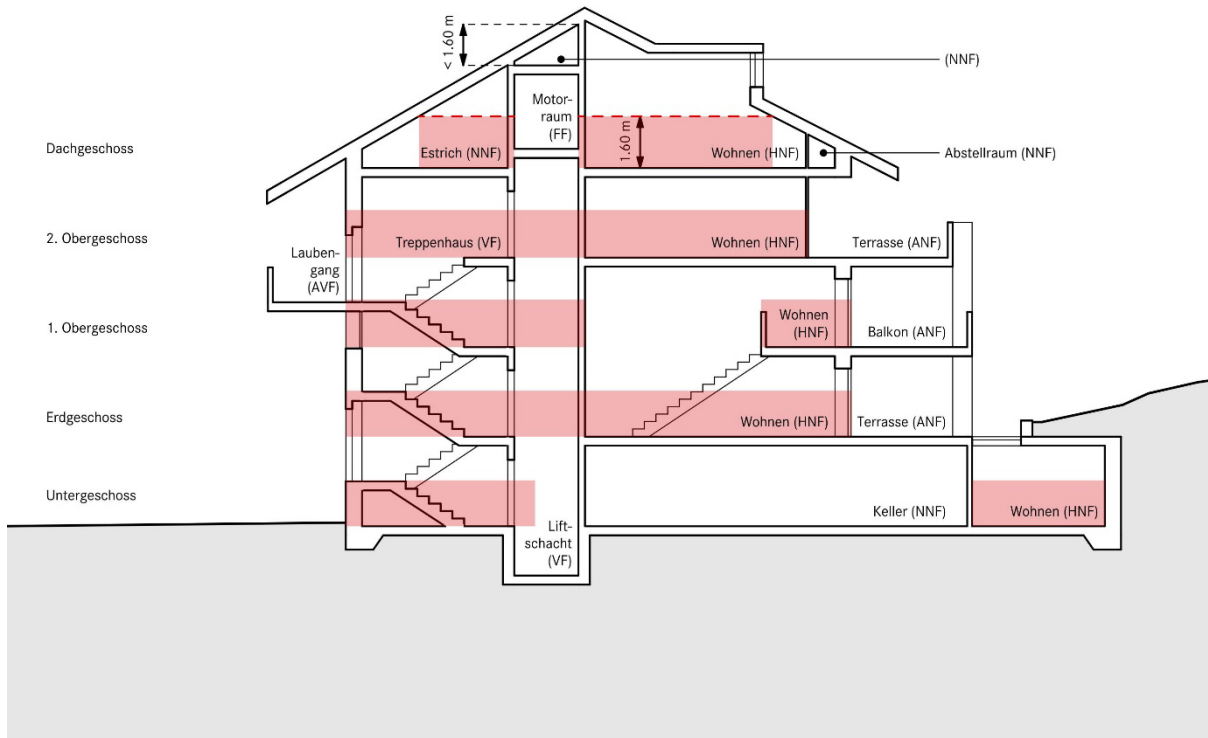 < 1.60 m
(NNF)
Motor-
raum
(FF)
1.60 m
Dachgeschoss
Estrich (NNF)
Wohnen (HNF)
Abstellraum (NNF)
2. Obergeschoss
Treppenhaus (VF)
Wohnen (HNF)
Terrasse (ANF)
Lauben-
gang
(AVF)
1. Obergeschoss
Wohnen
(HNF)
Balkon (ANF)
Erdgeschoss
Wohnen (HNF)
Terrasse (ANF)
Untergeschoss
Keller (NNF)
Wohnen (HNF)
Lift-
schacht
(VF)